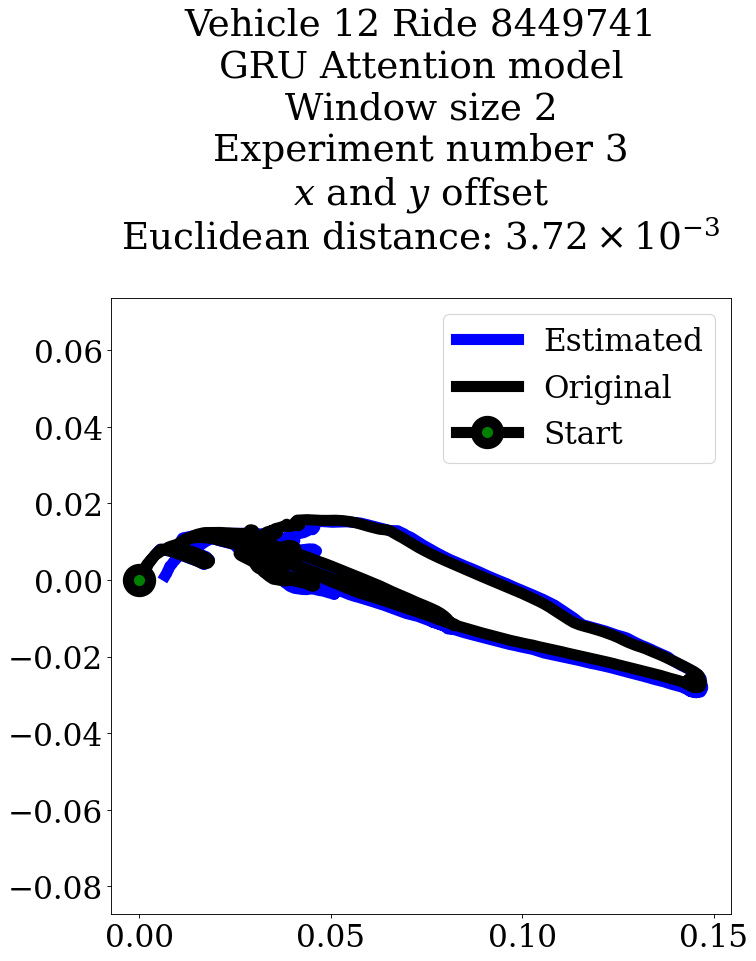 Vehicle 12 Ride 8449741
GRU Attention model
Window size 2
Experiment number 3
x and y offset
Euclidean distance: 3.72 × 10⁻³
Estimated
Original
Start
0.06
0.04
0.02
0.00
−0.02
−0.04
−0.06
−0.08
0.00 0.05 0.10 0.15